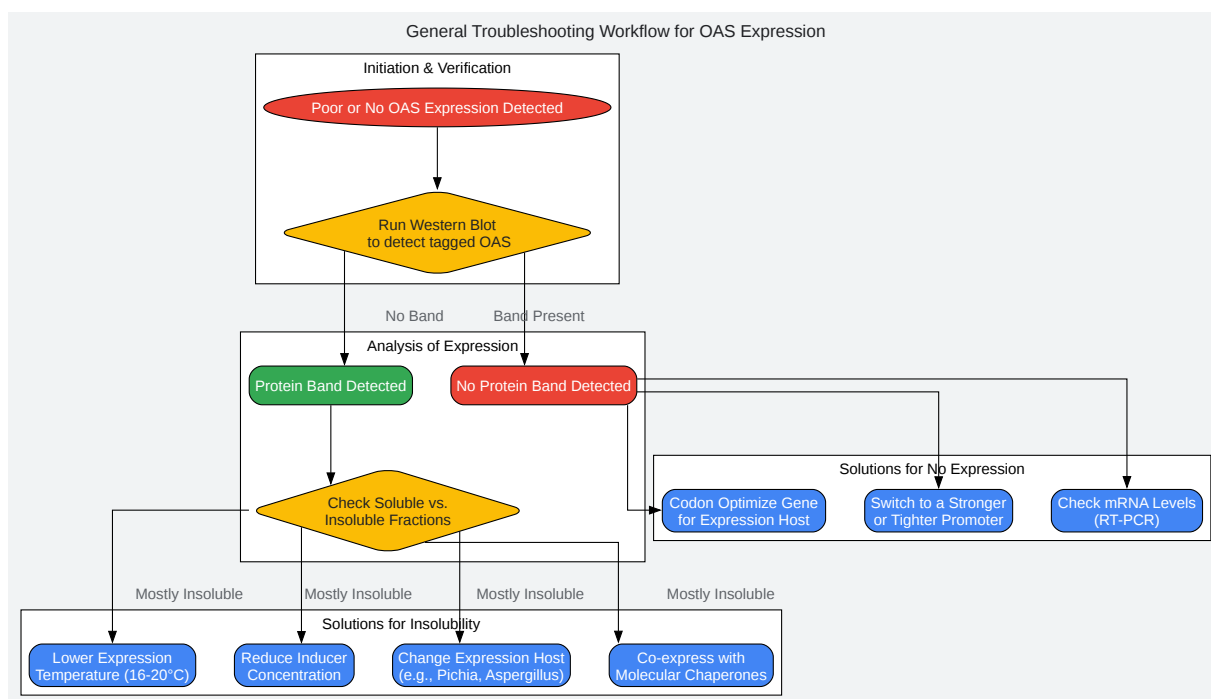 General Troubleshooting Workflow for OAS Expression
Initiation & Verification
Poor or No OAS Expression Detected
Run Western Blot
to detect tagged OAS
No Band
Band Present
Analysis of Expression
Protein Band Detected
No Protein Band Detected
Check Soluble vs.
Insoluble Fractions
Solutions for No Expression
Codon Optimize Gene
for Expression Host
Switch to a Stronger
or Tighter Promoter
Check mRNA Levels
(RT-PCR)
Mostly Insoluble
Mostly Insoluble
Mostly Insoluble
Mostly Insoluble
Solutions for Insolubility
Lower Expression
Temperature (16-20°C)
Reduce Inducer
Concentration
Change Expression Host
(e.g., Pichia, Aspergillus)
Co-express with
Molecular Chaperones